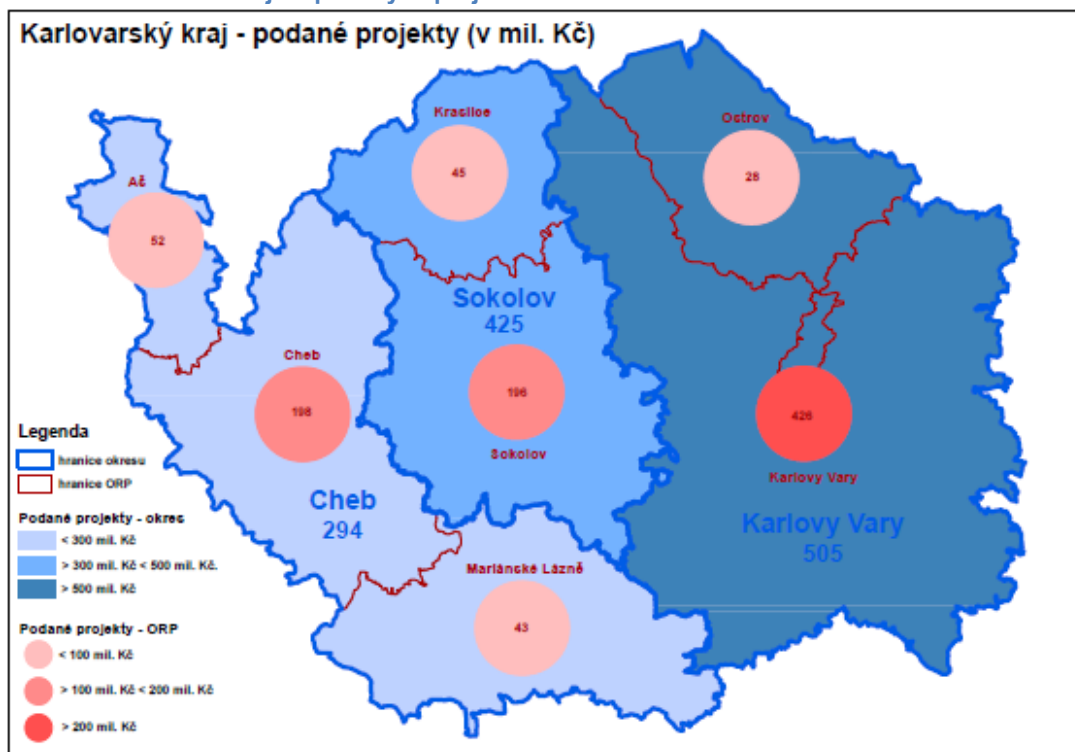 Karlovarský kraj - podané projekty (v mil. Kč)
Kraslice
45
Ostrov
28
Aš
52
Sokolov
425
Cheb
198
196
Sokolov
426
Karlovy Vary
Cheb
294
Karlovy Vary
505
Mariánské Lázně
43
Legenda
hranice okresu
hranice ORP
Podané projekty - okres
< 300 mil. Kč
> 300 mil. Kč < 500 mil. Kč.
> 500 mil. Kč
Podané projekty - ORP
< 100 mil. Kč
> 100 mil. Kč < 200 mil. Kč
> 200 mil. Kč